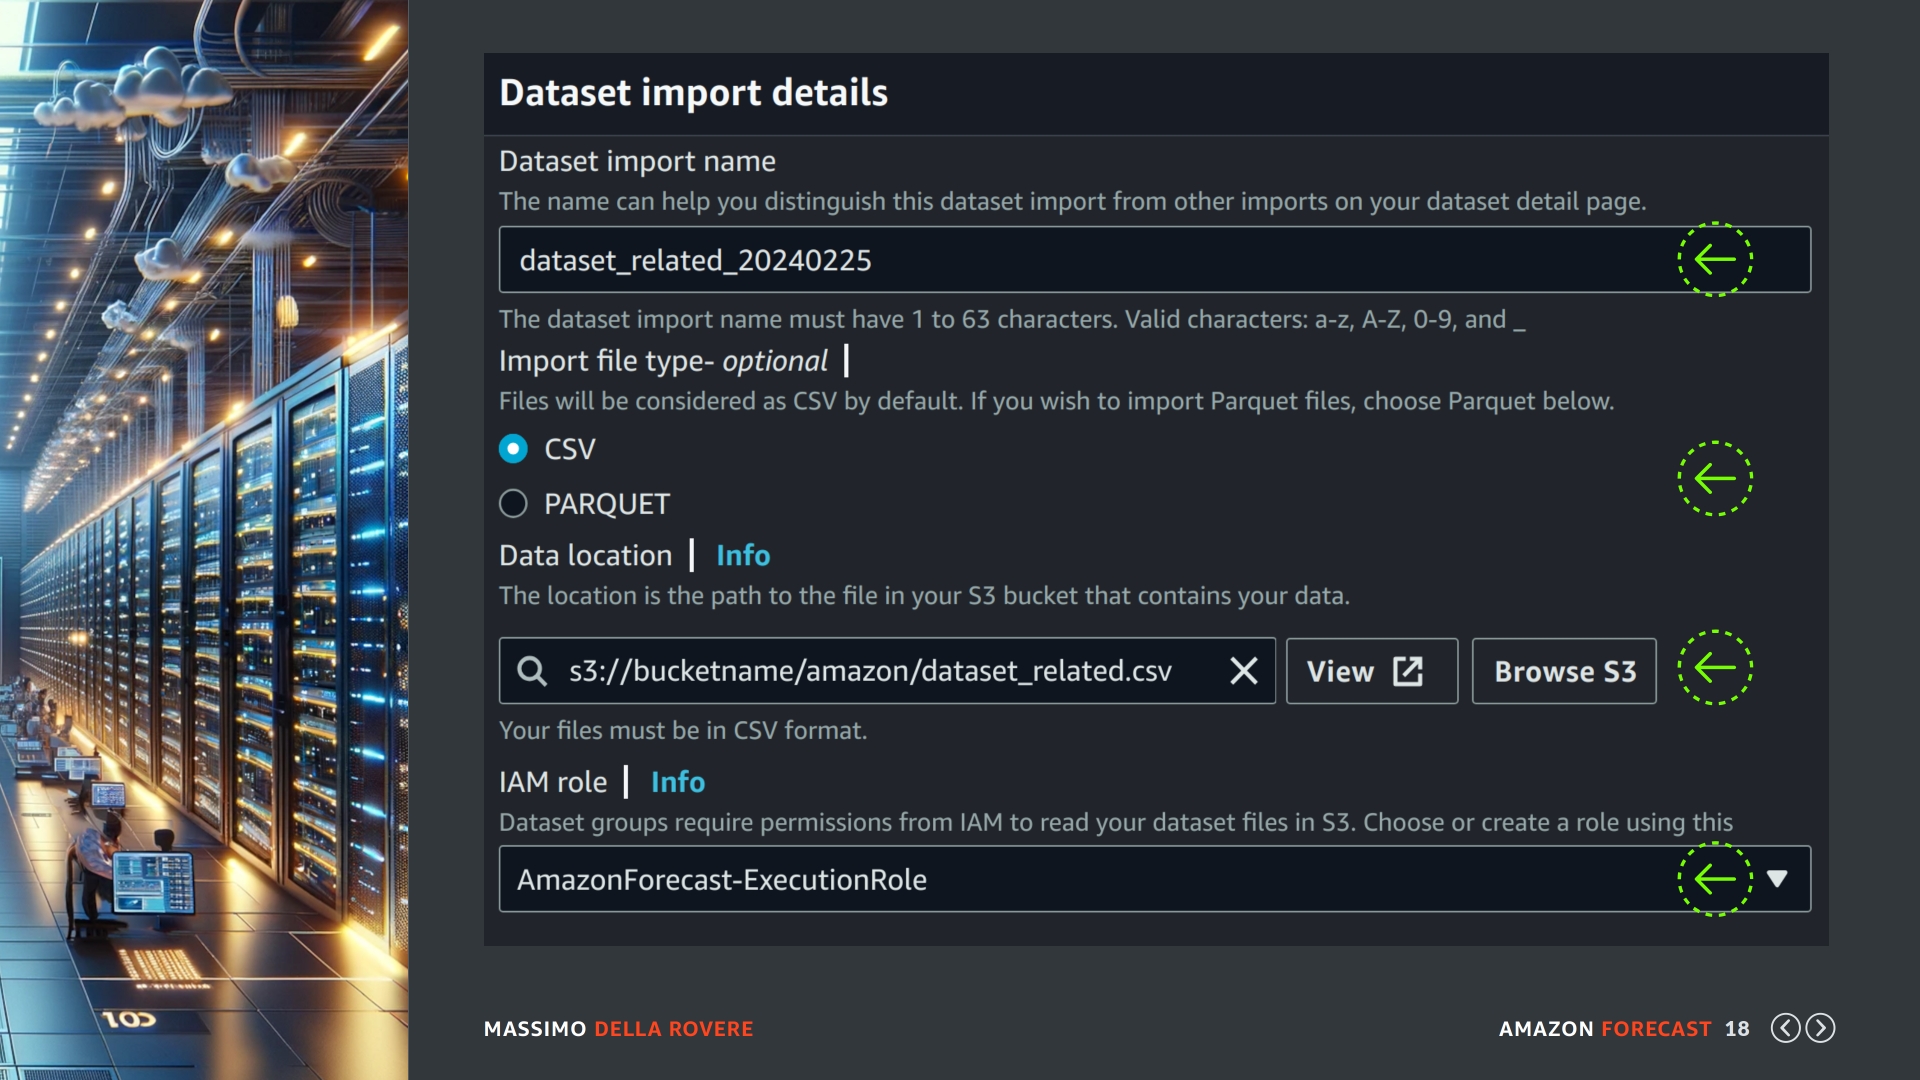 Dataset import details
Dataset import name
The name can help you distinguish this dataset import from other imports on your dataset detail page.
dataset_related_20240225
The dataset import name must have 1 to 63 characters. Valid characters: a-z, A-Z, 0-9, and _
Import file type- optional
Files will be considered as CSV by default. If you wish to import Parquet files, choose Parquet below.
CSV
PARQUET
Data location Info
The location is the path to the file in your S3 bucket that contains your data.
s3://bucketname/amazon/dataset_related.csv View Browse S3
Your files must be in CSV format.
IAM role Info
Dataset groups require permissions from IAM to read your dataset files in S3. Choose or create a role using this
AmazonForecast-ExecutionRole
MASSIMO DELLA ROVERE AMAZON FORECAST 18